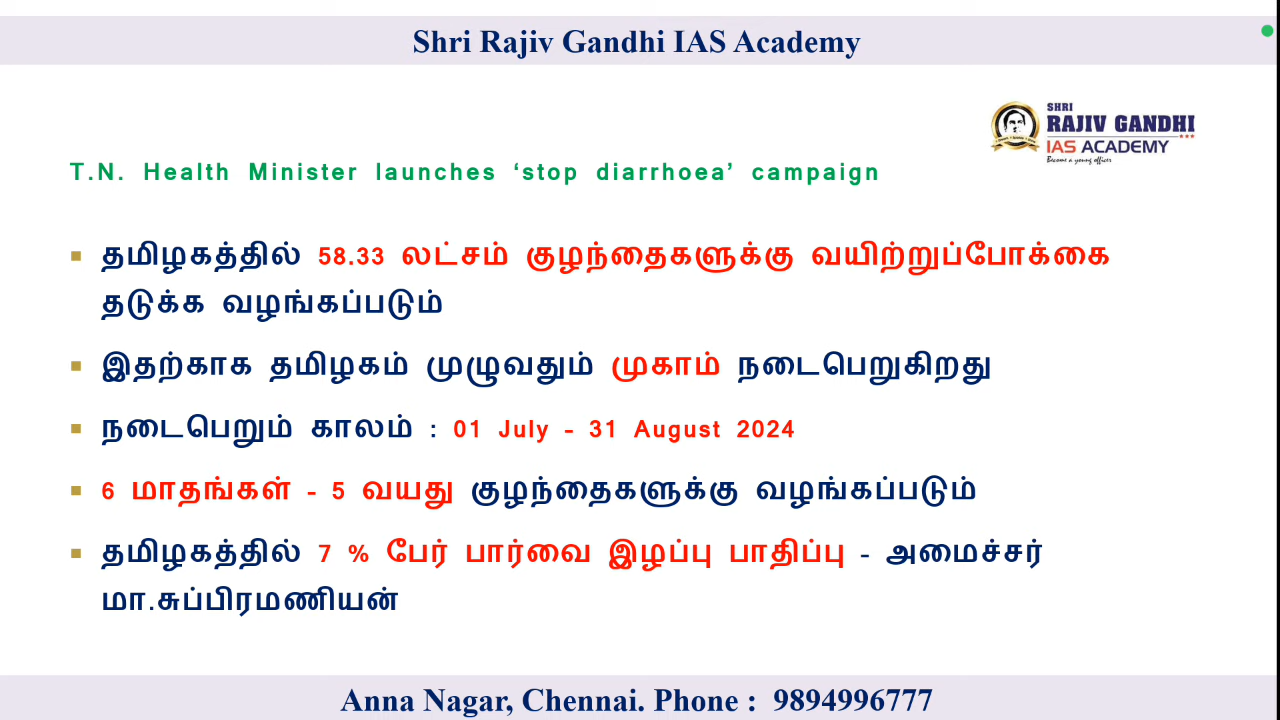 Shri Rajiv Gandhi IAS Academy
SHRI
RAJIV GANDHI
IAS ACADEMY
Become a young officer
T.N. Health Minister launches ‘stop diarrhoea’ campaign
▪ தமிழகத்தில் 58.33 லட்சம் குழந்தைகளுக்கு வயிற்றுப்போக்கை
தடுக்க வழங்கப்படும்
▪ இதற்காக தமிழகம் முழுவதும் முகாம் நடைபெறுகிறது
▪ நடைபெறும் காலம் : 01 July – 31 August 2024
▪ 6 மாதங்கள் – 5 வயது குழந்தைகளுக்கு வழங்கப்படும்
▪ தமிழகத்தில் 7 % பேர் பார்வை இழப்பு பாதிப்பு – அமைச்சர்
மா.சுப்பிரமணியன்
Anna Nagar, Chennai. Phone : 9894996777